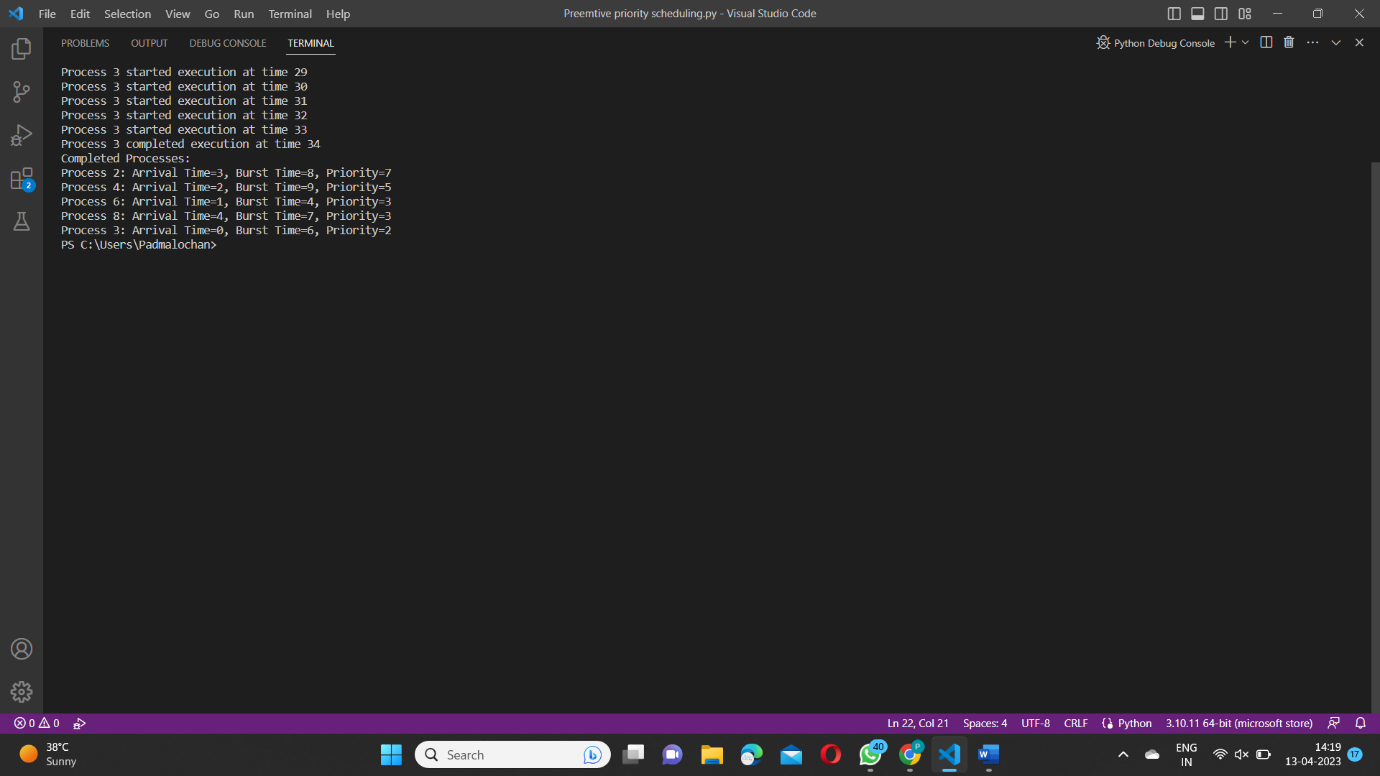 File Edit Selection View Go Run Terminal Help
Preemtive priority scheduling.py - Visual Studio Code
PROBLEMS OUTPUT DEBUG CONSOLE TERMINAL
Python Debug Console
Process 3 started execution at time 29
Process 3 started execution at time 30
Process 3 started execution at time 31
Process 3 started execution at time 32
Process 3 started execution at time 33
Process 3 completed execution at time 34
Completed Processes:
Process 2: Arrival Time=3, Burst Time=8, Priority=7
Process 4: Arrival Time=2, Burst Time=9, Priority=5
Process 6: Arrival Time=1, Burst Time=4, Priority=3
Process 8: Arrival Time=4, Burst Time=7, Priority=3
Process 3: Arrival Time=0, Burst Time=6, Priority=2
PS C:\Users\Padmalochan>
2
0 0
Ln 22, Col 21 Spaces: 4 UTF-8 CRLF Python 3.10.11 64-bit (microsoft store)
38°C
Sunny
Search
40
P
ENG
IN
14:19
13-04-2023
17